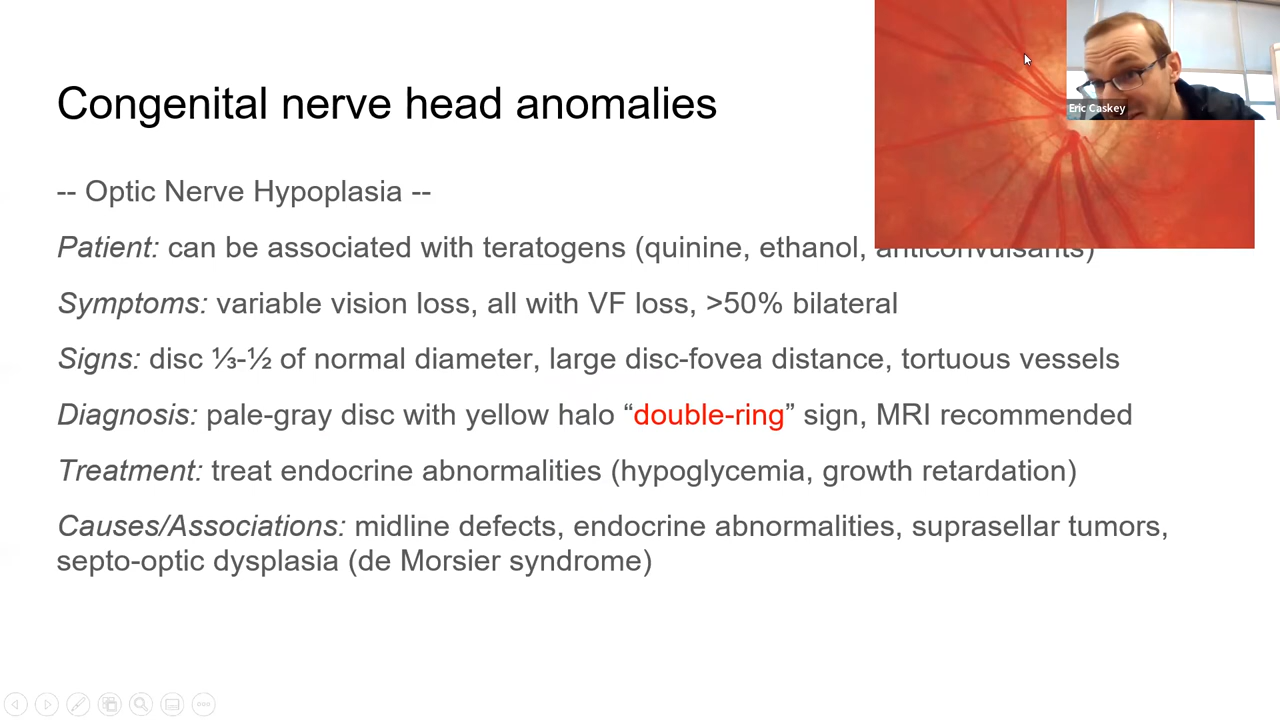 Eric Caskey
Congenital nerve head anomalies
-- Optic Nerve Hypoplasia --
Patient: can be associated with teratogens (quinine, ethanol, anticonvulsants)
Symptoms: variable vision loss, all with VF loss, >50% bilateral
Signs: disc ⅓-½ of normal diameter, large disc-fovea distance, tortuous vessels
Diagnosis: pale-gray disc with yellow halo “double-ring” sign, MRI recommended
Treatment: treat endocrine abnormalities (hypoglycemia, growth retardation)
Causes/Associations: midline defects, endocrine abnormalities, suprasellar tumors,
septo-optic dysplasia (de Morsier syndrome)